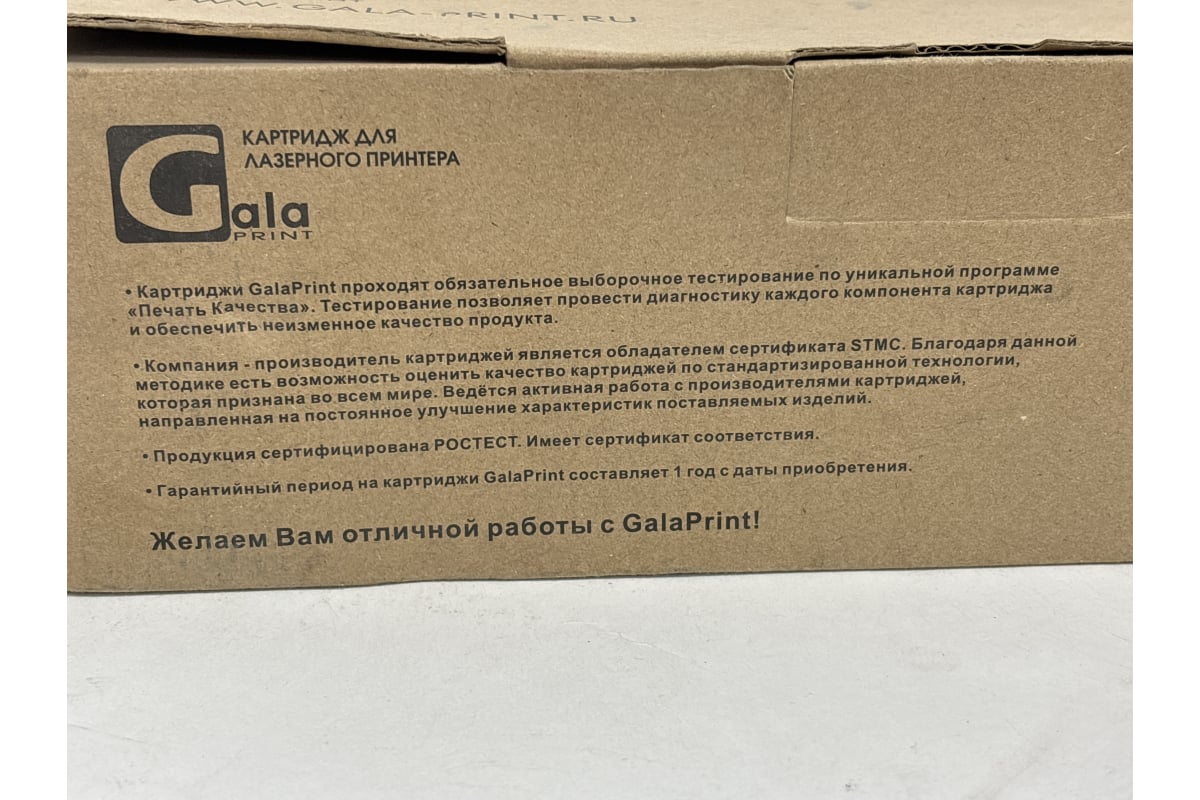 WWW.GALA-PRINT.RU
КАРТРИДЖ ДЛЯ
ЛАЗЕРНОГО ПРИНТЕРА
Gala
PRINT
• Картриджи GalaPrint проходят обязательное выборочное тестирование по уникальной программе
«Печать Качества». Тестирование позволяет провести диагностику каждого компонента картриджа
и обеспечить неизменное качество продукта.
• Компания - производитель картриджей является обладателем сертификата STMC. Благодаря данной
методике есть возможность оценить качество картриджей по стандартизированной технологии,
которая признана во всем мире. Ведётся активная работа с производителями картриджей,
направленная на постоянное улучшение характеристик поставляемых изделий.
• Продукция сертифицирована РОСТЕСТ. Имеет сертификат соответствия.
• Гарантийный период на картриджи GalaPrint составляет 1 год с даты приобретения.
Желаем Вам отличной работы с GalaPrint!